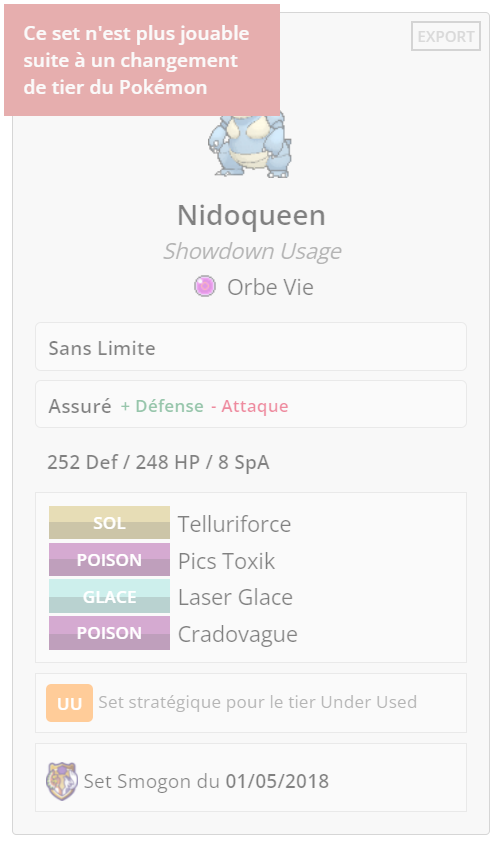 Ce set n'est plus jouable
suite à un changement
de tier du Pokémon
EXPORT
Nidoqueen
Showdown Usage
Orbe Vie
Sans Limite
Assuré + Défense - Attaque
252 Def / 248 HP / 8 SpA
SOL Telluriforce
POISON Pics Toxik
GLACE Laser Glace
POISON Cradovague
UU Set stratégique pour le tier Under Used
Set Smogon du 01/05/2018